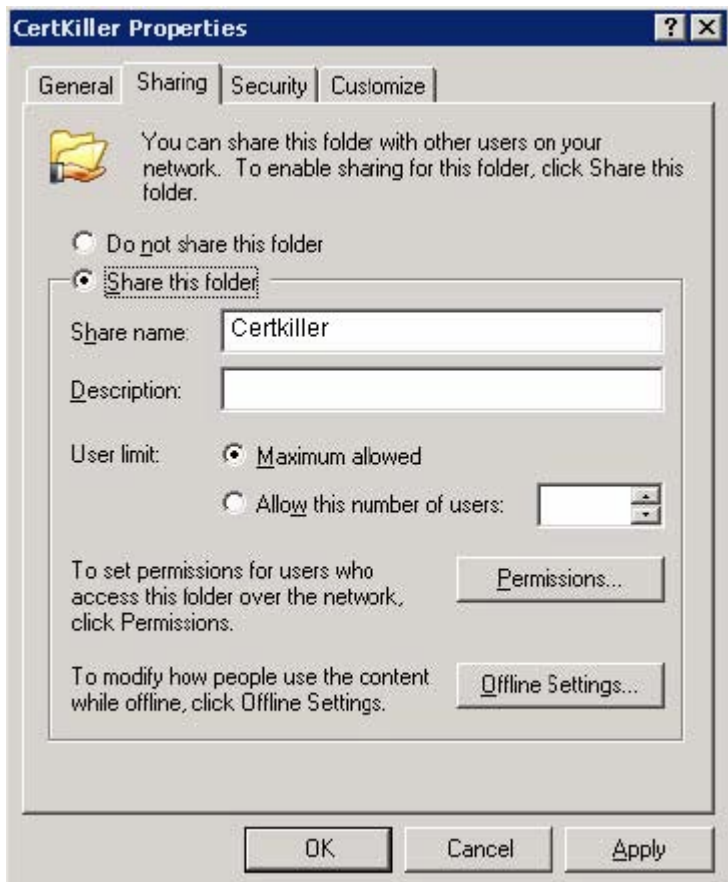 CertKiller Properties
General Sharing Security Customize
You can share this folder with other users on your
network. To enable sharing for this folder, click Share this
folder.
Do not share this folder
Share this folder
Share name: Certkiller
Description:
User limit: Maximum allowed
Allow this number of users:
To set permissions for users who
access this folder over the network,
click Permissions.
Permissions...
To modify how people use the content
while offline, click Offline Settings.
Offline Settings...
OK Cancel Apply